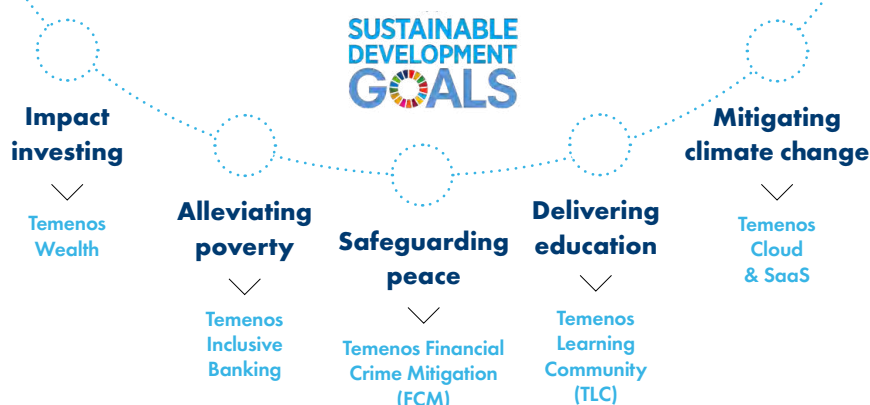 SUSTAINABLE
DEVELOPMENT
GOALS
Impact
investing
Temenos
Wealth
Alleviating
poverty
Temenos
Inclusive
Banking
Safeguarding
peace
Temenos Financial
Crime Mitigation
(FCM)
Delivering
education
Temenos
Learning
Community
(TLC)
Mitigating
climate change
Temenos
Cloud
& SaaS